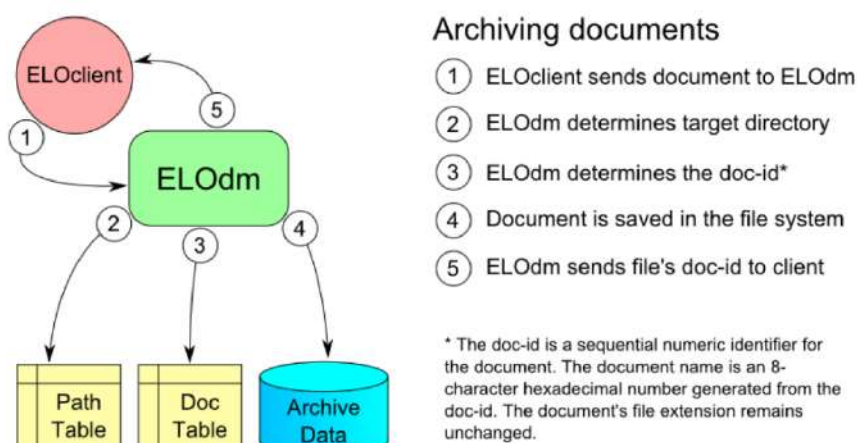 ELOclient
1
5
ELOdm
2
3
4
Path
Table
Doc
Table
Archive
Data
Archiving documents
1 ELOclient sends document to ELOdm
2 ELOdm determines target directory
3 ELOdm determines the doc-id*
4 Document is saved in the file system
5 ELOdm sends file's doc-id to client
* The doc-id is a sequential numeric identifier for
the document. The document name is an 8-
character hexadecimal number generated from the
doc-id. The document's file extension remains
unchanged.